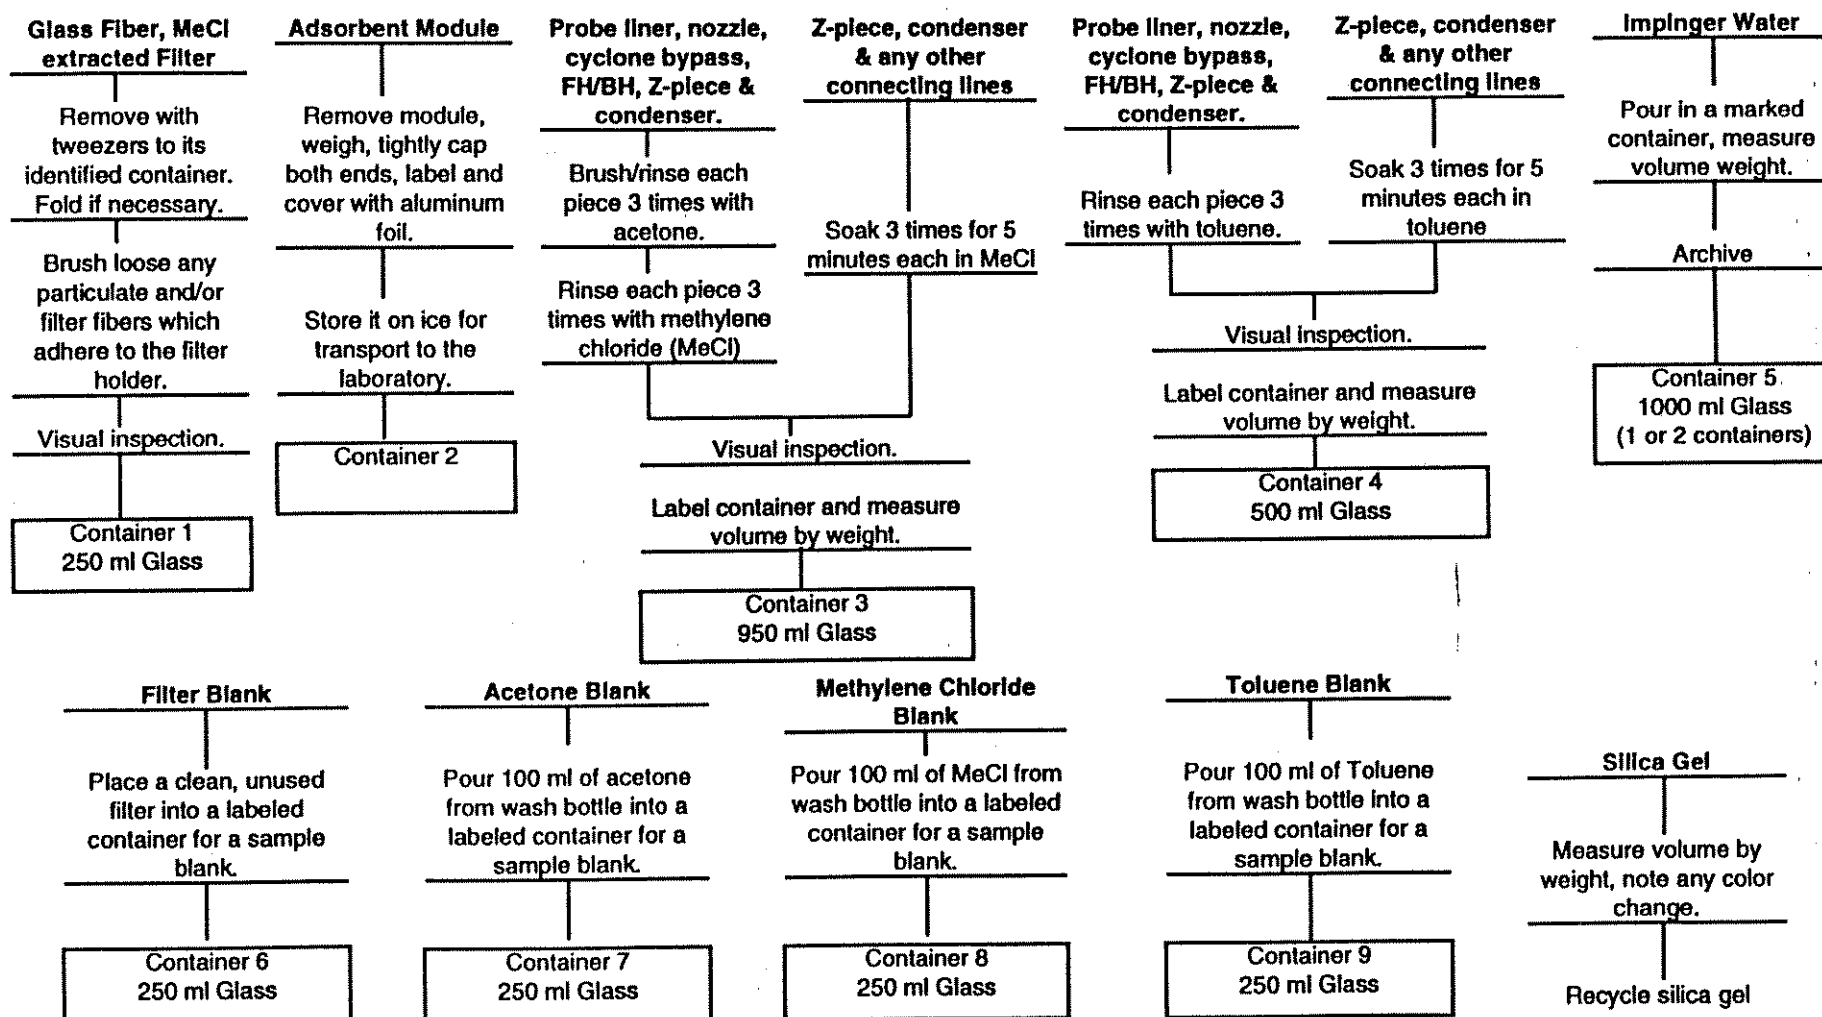 Glass Fiber, MeCl
extracted Filter
Remove with
tweezers to its
identified container.
Fold if necessary.
Brush loose any
particulate and/or
filter fibers which
adhere to the filter
holder.
Visual inspection.
Container 1
250 ml Glass
Adsorbent Module
Remove module,
weigh, tightly cap
both ends, label and
cover with aluminum
foil.
Store it on ice for
transport to the
laboratory.
Container 2
Probe liner, nozzle,
cyclone bypass,
FH/BH, Z-piece &
condenser.
Brush/rinse each
piece 3 times with
acetone.
Rinse each piece 3
times with methylene
chloride (MeCl)
Z-piece, condenser
& any other
connecting lines
Soak 3 times for 5
minutes each in MeCl
Visual inspection.
Label container and measure
volume by weight.
Container 3
950 ml Glass
Probe liner, nozzle,
cyclone bypass,
FH/BH, Z-piece &
condenser.
Rinse each piece 3
times with toluene.
Z-piece, condenser
& any other
connecting lines
Soak 3 times for 5
minutes each in
toluene
Visual inspection.
Label container and measure
volume by weight.
Container 4
500 ml Glass
Impinger Water
Pour in a marked
container, measure
volume weight.
Archive
Container 5
1000 ml Glass
(1 or 2 containers)
Filter Blank
Place a clean, unused
filter into a labeled
container for a sample
blank.
Container 6
250 ml Glass
Acetone Blank
Pour 100 ml of acetone
from wash bottle into a
labeled container for a
sample blank.
Container 7
250 ml Glass
Methylene Chloride
Blank
Pour 100 ml of MeCl from
wash bottle into a labeled
container for a sample
blank.
Container 8
250 ml Glass
Toluene Blank
Pour 100 ml of Toluene
from wash bottle into a
labeled container for a
sample blank.
Container 9
250 ml Glass
Silica Gel
Measure volume by
weight, note any color
change.
Recycle silica gel